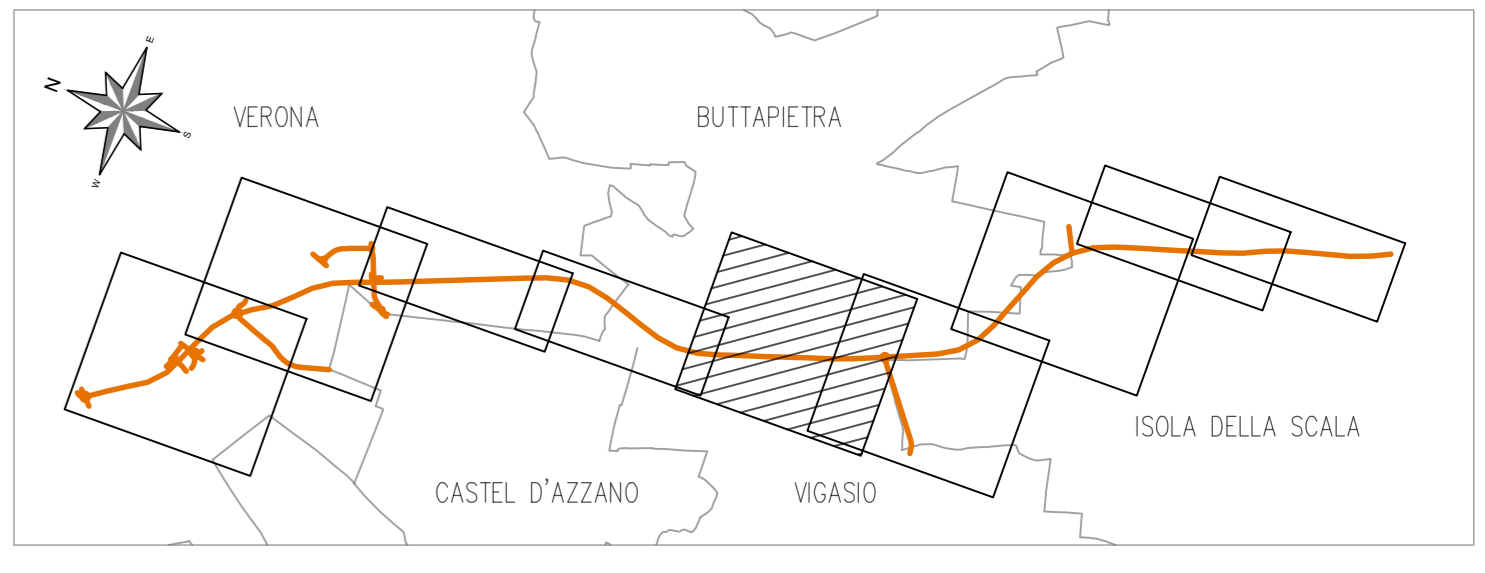 E
N
S
W
VERONA
BUTTAPIETRA
ISOLA DELLA SCALA
CASTEL D'AZZANO
VIGASIO